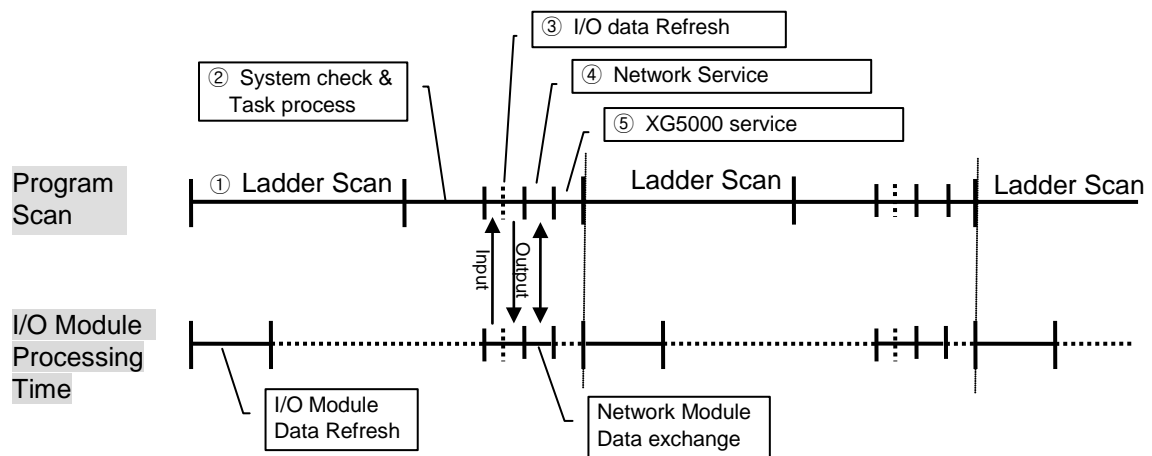 ③ I/O data Refresh
② System check &
Task process
④ Network Service
⑤ XG5000 service
Program
Scan
① Ladder Scan
Ladder Scan
Ladder Scan
Input
Output
I/O Module
Processing
Time
I/O Module
Data Refresh
Network Module
Data exchange